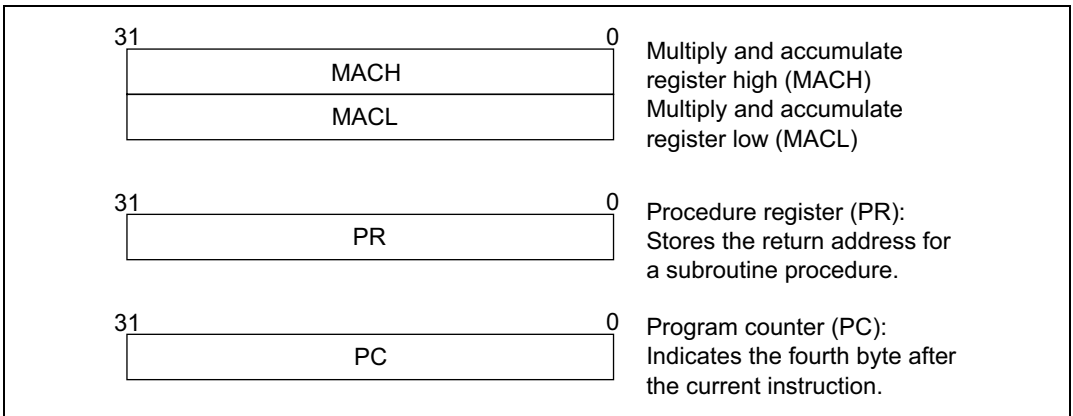 31 0
MACH
MACL
Multiply and accumulate
register high (MACH)
Multiply and accumulate
register low (MACL)
31 0
PR
Procedure register (PR):
Stores the return address for
a subroutine procedure.
31 0
PC
Program counter (PC):
Indicates the fourth byte after
the current instruction.